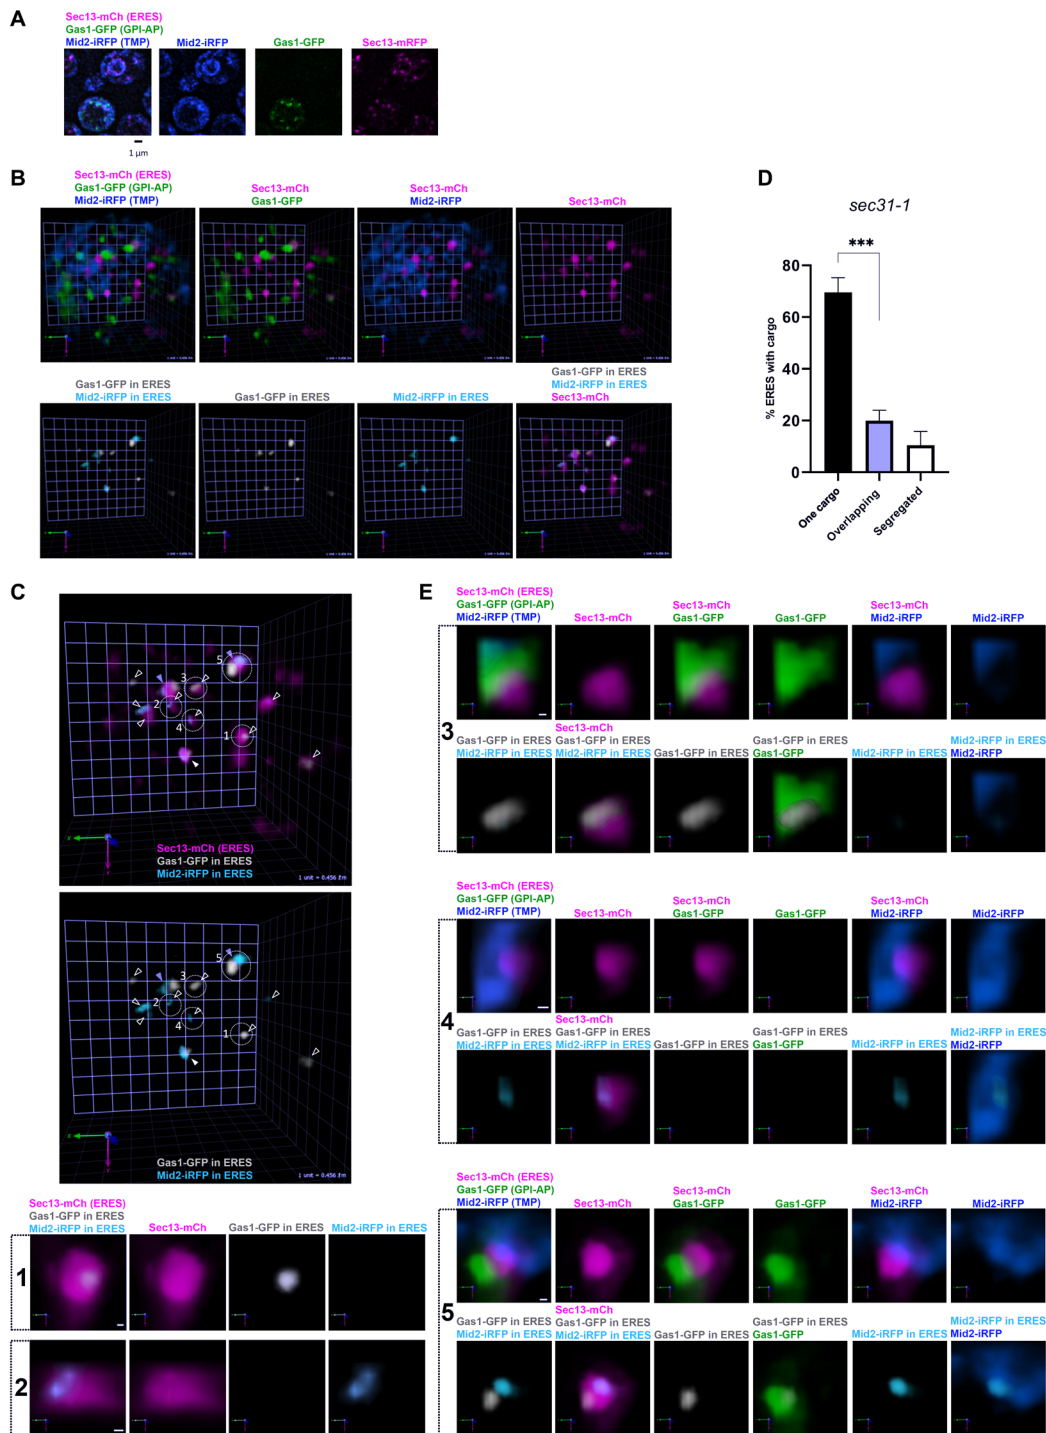 A
Sec13-mCh (ERES)
Gas1-GFP (GPI-AP)
Mid2-iRFP (TMP)
Mid2-iRFP
Gas1-GFP
Sec13-mRFP
1 µm
B
Sec13-mCh (ERES)
Gas1-GFP (GPI-AP)
Mid2-iRFP (TMP)
Sec13-mCh
Gas1-GFP
Sec13-mCh
Mid2-iRFP
Sec13-mCh
Gas1-GFP in ERES
Mid2-iRFP in ERES
Gas1-GFP in ERES
Mid2-iRFP in ERES
Gas1-GFP in ERES
Mid2-iRFP in ERES
Sec13-mCh
D
sec31-1
***
% ERES with cargo
80
60
40
20
0
One cargo
Overlapping
Segregated
C
5
3
2
4
1
Sec13-mCh (ERES)
Gas1-GFP in ERES
Mid2-iRFP in ERES
5
3
2
4
1
Gas1-GFP in ERES
Mid2-iRFP in ERES
Sec13-mCh (ERES)
Gas1-GFP in ERES
Mid2-iRFP in ERES
Sec13-mCh
Gas1-GFP in ERES
Mid2-iRFP in ERES
1
2
E
Sec13-mCh (ERES)
Gas1-GFP (GPI-AP)
Mid2-iRFP (TMP)
Sec13-mCh
Sec13-mCh
Gas1-GFP
Gas1-GFP
Sec13-mCh
Mid2-iRFP
Mid2-iRFP
3
Gas1-GFP in ERES
Mid2-iRFP in ERES
Sec13-mCh
Gas1-GFP in ERES
Mid2-iRFP in ERES
Gas1-GFP in ERES
Gas1-GFP in ERES
Gas1-GFP
Mid2-iRFP in ERES
Mid2-iRFP in ERES
Mid2-iRFP
Sec13-mCh (ERES)
Gas1-GFP (GPI-AP)
Mid2-iRFP (TMP)
Sec13-mCh
Sec13-mCh
Gas1-GFP
Gas1-GFP
Sec13-mCh
Mid2-iRFP
Mid2-iRFP
4
Gas1-GFP in ERES
Mid2-iRFP in ERES
Sec13-mCh
Gas1-GFP in ERES
Mid2-iRFP in ERES
Gas1-GFP in ERES
Gas1-GFP in ERES
Gas1-GFP
Mid2-iRFP in ERES
Mid2-iRFP in ERES
Mid2-iRFP
Sec13-mCh (ERES)
Gas1-GFP (GPI-AP)
Mid2-iRFP (TMP)
Sec13-mCh
Sec13-mCh
Gas1-GFP
Gas1-GFP
Sec13-mCh
Mid2-iRFP
Mid2-iRFP
5
Gas1-GFP in ERES
Mid2-iRFP in ERES
Sec13-mCh
Gas1-GFP in ERES
Mid2-iRFP in ERES
Gas1-GFP in ERES
Gas1-GFP in ERES
Gas1-GFP
Mid2-iRFP in ERES
Mid2-iRFP in ERES
Mid2-iRFP